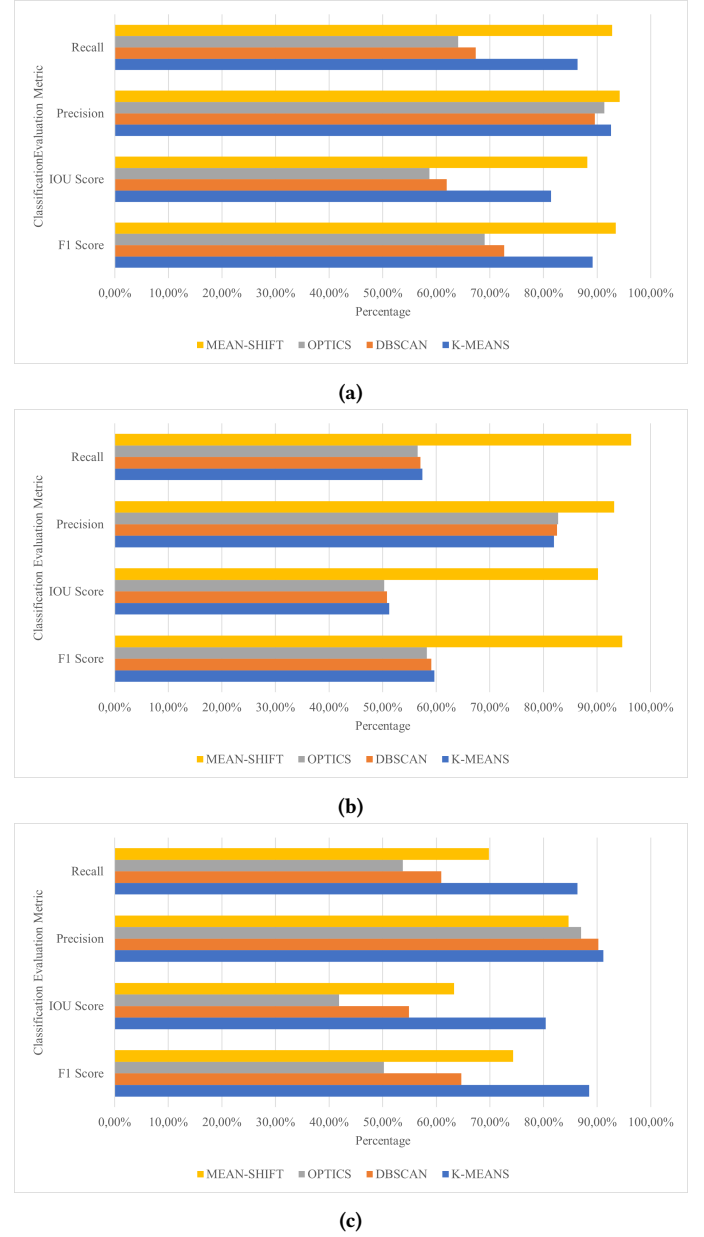 Classification Evaluation Metric
Recall
Precision
IOU Score
F1 Score
0,00% 10,00% 20,00% 30,00% 40,00% 50,00% 60,00% 70,00% 80,00% 90,00% 100,00%
Percentage
MEAN-SHIFT OPTICS DBSCAN K-MEANS
(a)
Classification Evaluation Metric
Recall
Precision
IOU Score
F1 Score
0,00% 10,00% 20,00% 30,00% 40,00% 50,00% 60,00% 70,00% 80,00% 90,00% 100,00%
Percentage
MEAN-SHIFT OPTICS DBSCAN K-MEANS
(b)
Classification Evaluation Metric
Recall
Precision
IOU Score
F1 Score
0,00% 10,00% 20,00% 30,00% 40,00% 50,00% 60,00% 70,00% 80,00% 90,00% 100,00%
Percentage
MEAN-SHIFT OPTICS DBSCAN K-MEANS
(c)